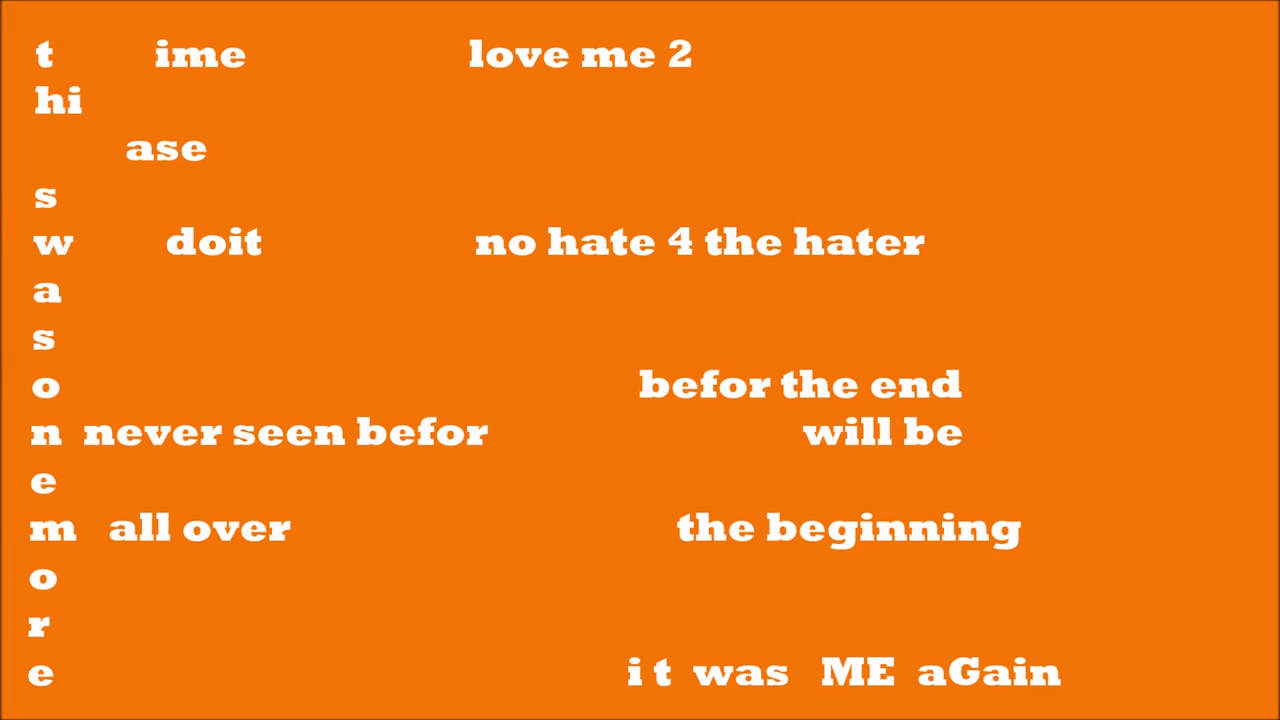 t ime love me 2
hi
ase
s
w doit no hate 4 the hater
a
s
o befor the end
n never seen befor will be
e
m all over the beginning
o
r
e i t was ME aGain